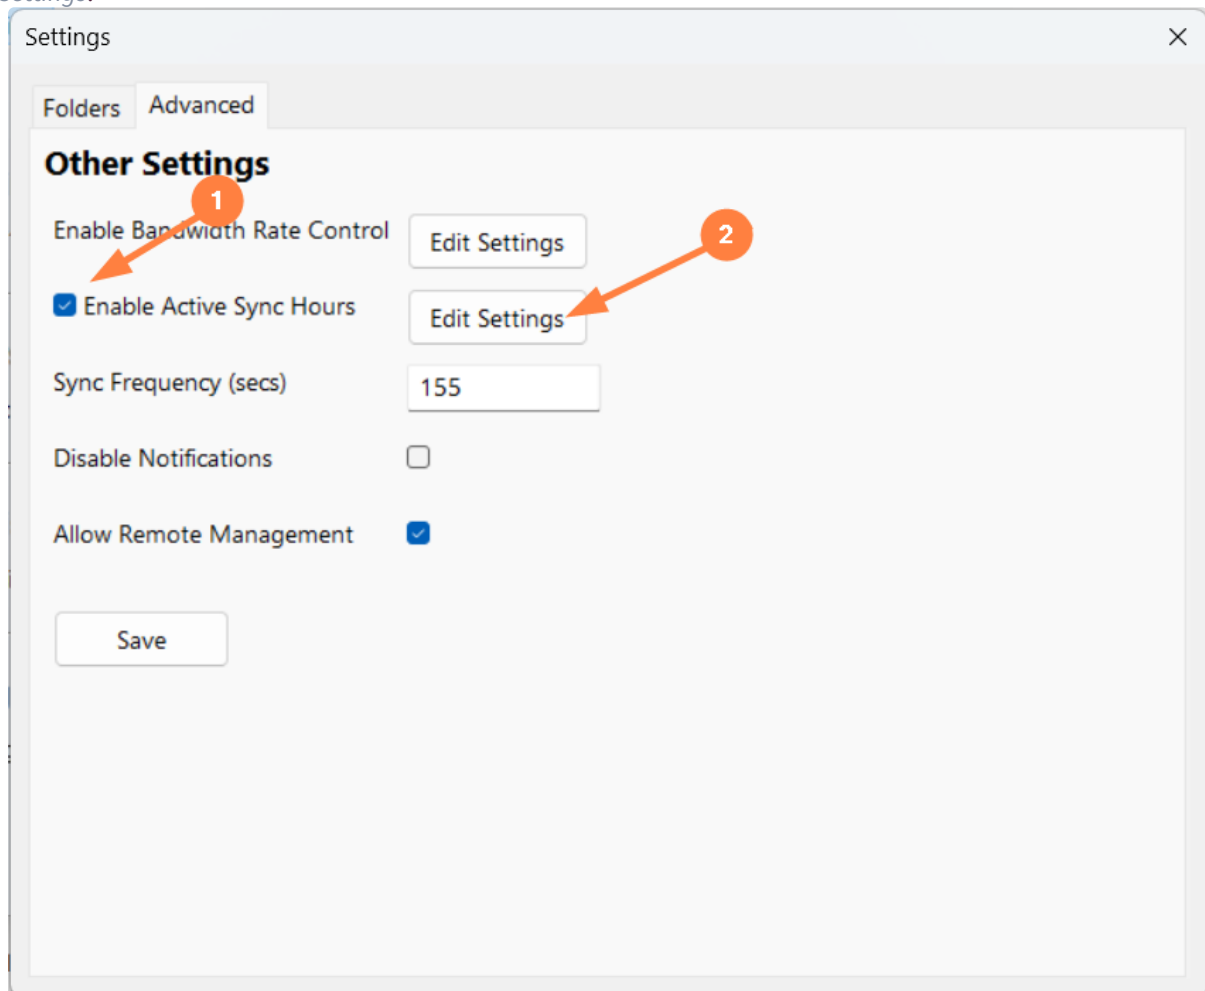 settings.
Settings
Folders Advanced
Other Settings
1
Enable Bandwidth Rate Control Edit Settings
2
Enable Active Sync Hours Edit Settings
Sync Frequency (secs) 155
Disable Notifications
Allow Remote Management
Save